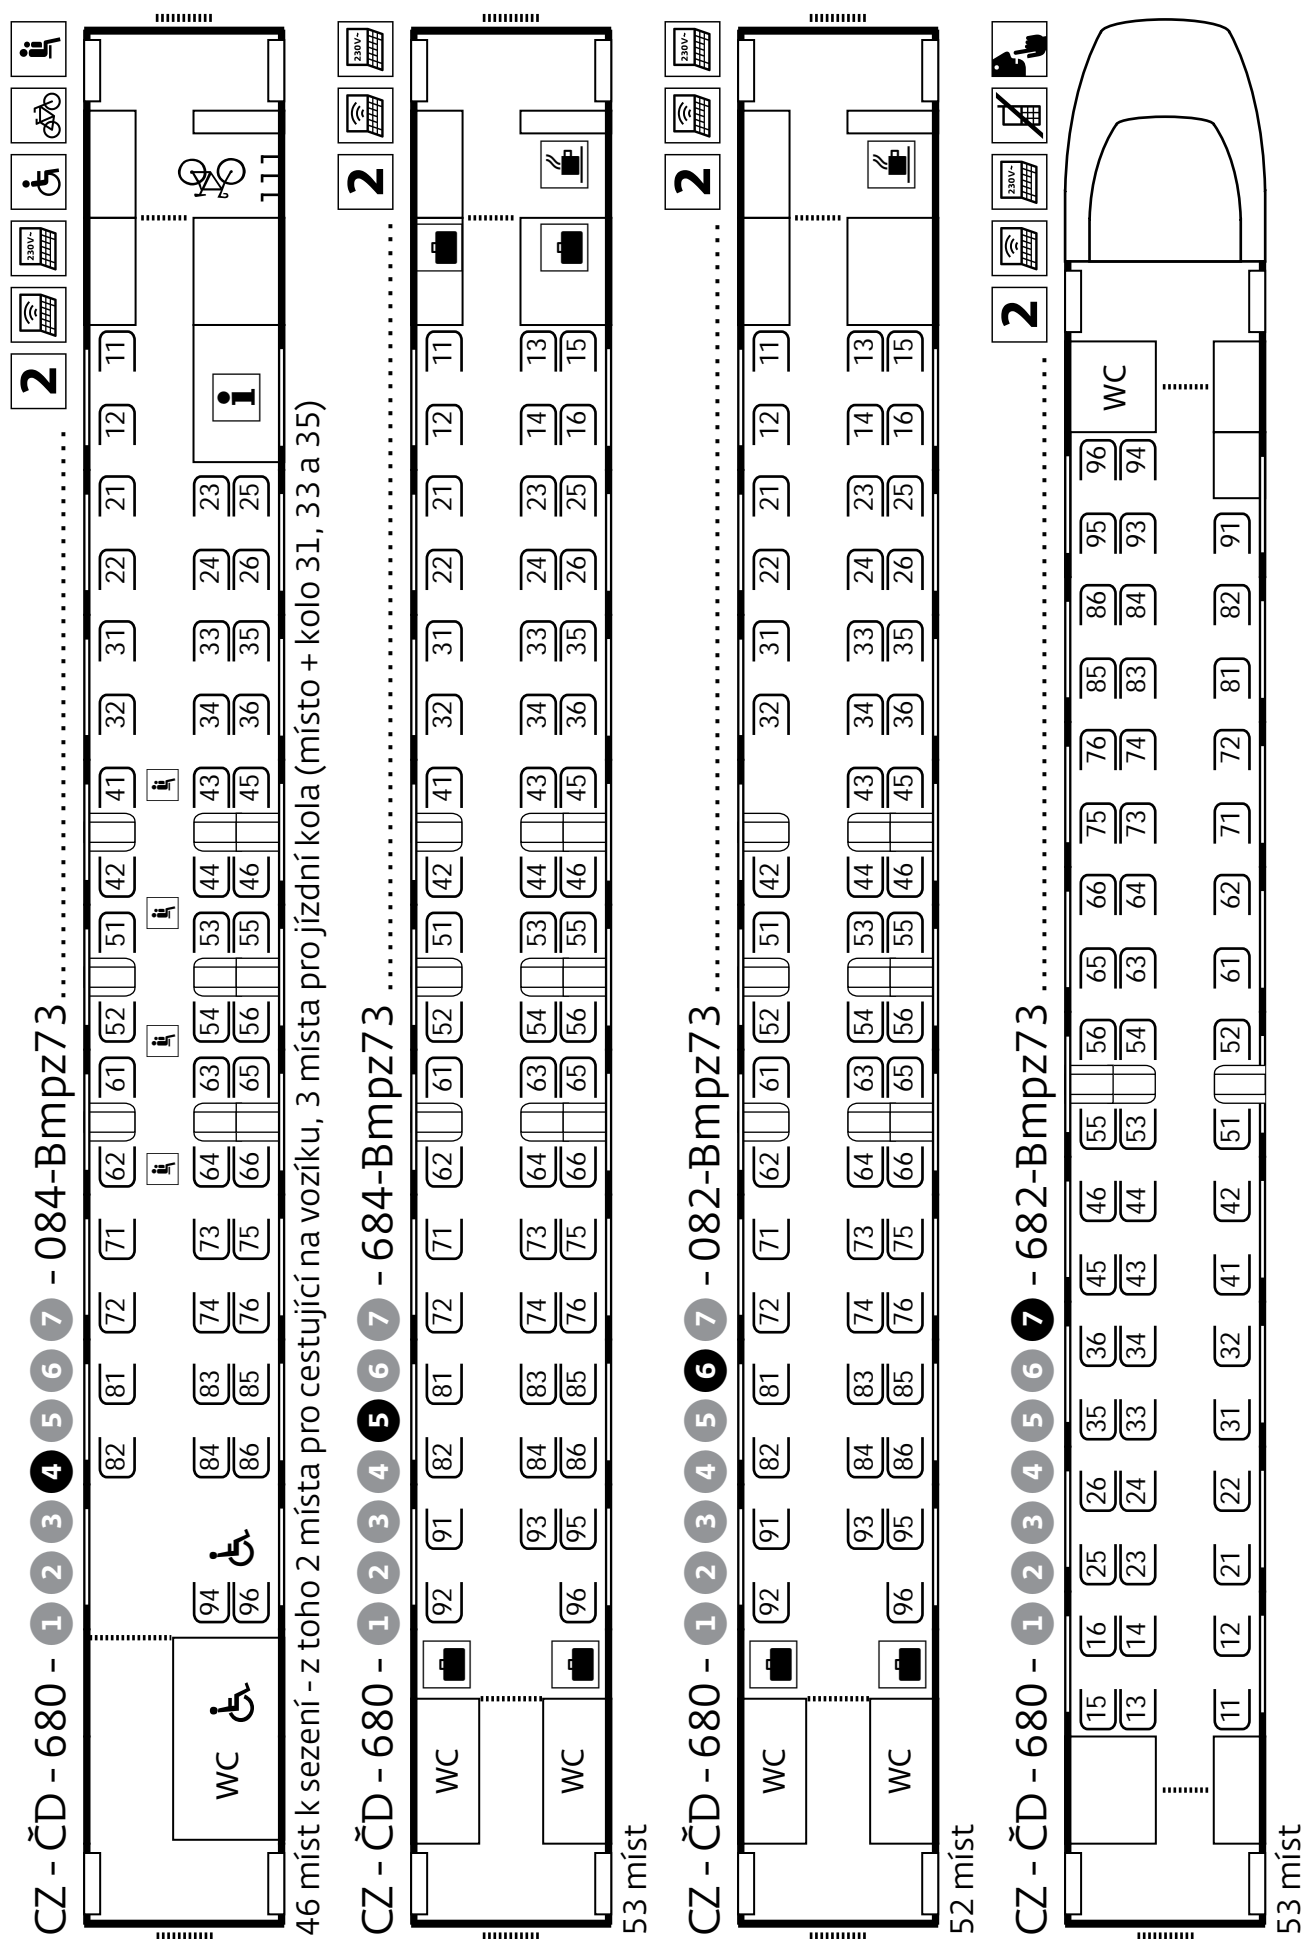 CZ - ČD - 680 - 1 2 3 4 5 6 7 - 084-Bmpz73 2 230V~
82 81 72 71 62 61 52 51 42 41 32 31 22 21 12 11
94 84 83 74 73 64 63 54 53 44 43 34 33 24 23
WC i
96 86 85 76 75 66 65 56 55 46 45 36 35 26 25
111
46 míst k sezení - z toho 2 místa pro cestující na vozíku, 3 místa pro jízdní kola (místo + kolo 31, 33 a 35)
CZ - ČD - 680 - 1 2 3 4 5 6 7 - 684-Bmpz73 2 230V~
WC 92 91 82 81 72 71 62 61 52 51 42 41 32 31 22 21 12 11
93 84 83 74 73 64 63 54 53 44 43 34 33 24 23 14 13
WC 96 95 86 85 76 75 66 65 56 55 46 45 36 35 26 25 16 15
53 míst
CZ - ČD - 680 - 1 2 3 4 5 6 7 - 082-Bmpz73 2 230V~
WC 92 91 82 81 72 71 62 61 52 51 42 32 31 22 21 12 11
93 84 83 74 73 64 63 54 53 44 43 34 33 24 23 14 13
WC 96 95 86 85 76 75 66 65 56 55 46 45 36 35 26 25 16 15
52 míst
CZ - ČD - 680 - 1 2 3 4 5 6 7 - 682-Bmpz73 2 230V~
15 16 25 26 35 36 45 46 55 56 65 66 75 76 85 86 95 96 WC
13 14 23 24 33 34 43 44 53 54 63 64 73 74 83 84 93 94
11 12 21 22 31 32 41 42 51 52 61 62 71 72 81 82 91
53 míst